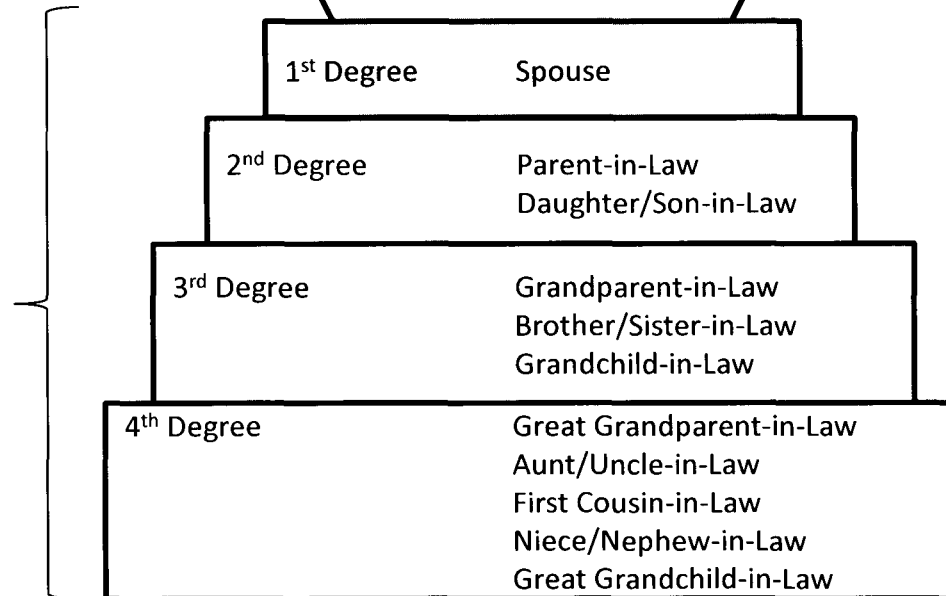 1st Degree Spouse
2nd Degree Parent-in-Law
Daughter/Son-in-Law
3rd Degree Grandparent-in-Law
Brother/Sister-in-Law
Grandchild-in-Law
4th Degree Great Grandparent-in-Law
Aunt/Uncle-in-Law
First Cousin-in-Law
Niece/Nephew-in-Law
Great Grandchild-in-Law